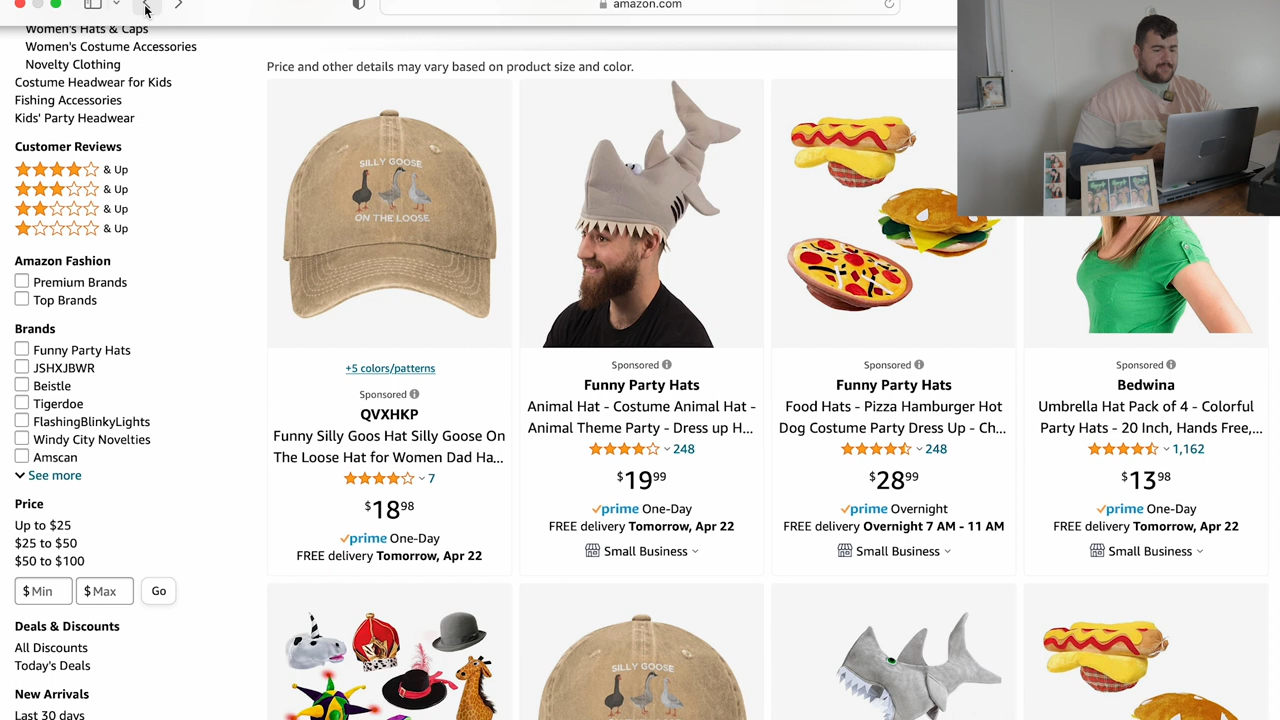 amazon.com
Women's Hats & Caps
Women's Costume Accessories
Novelty Clothing
Costume Headwear for Kids
Fishing Accessories
Kids' Party Headwear
Customer Reviews
& Up
& Up
& Up
& Up
Amazon Fashion
Premium Brands
Top Brands
Brands
Funny Party Hats
JSHXJBWR
Beistle
Tigerdoe
FlashingBlinkyLights
Windy City Novelties
Amscan
See more
Price
Up to $25
$25 to $50
$50 to $100
$ Min $ Max Go
Deals & Discounts
All Discounts
Today's Deals
New Arrivals
Last 30 days
Price and other details may vary based on product size and color.
SILLY GOOSE
ON THE LOOSE
+5 colors/patterns
Sponsored
QVXHKP
Funny Silly Goos Hat Silly Goose On
The Loose Hat for Women Dad Ha...
7
$18 98
prime One-Day
FREE delivery Tomorrow, Apr 22
Sponsored
Funny Party Hats
Animal Hat - Costume Animal Hat -
Animal Theme Party - Dress up H...
248
$19 99
prime One-Day
FREE delivery Tomorrow, Apr 22
Small Business
Sponsored
Funny Party Hats
Food Hats - Pizza Hamburger Hot
Dog Costume Party Dress Up - Ch...
248
$28 99
prime Overnight
FREE delivery Overnight 7 AM - 11 AM
Small Business
Sponsored
Bedwina
Umbrella Hat Pack of 4 - Colorful
Party Hats - 20 Inch, Hands Free,...
1,162
$13 98
prime One-Day
FREE delivery Tomorrow, Apr 22
Small Business
SILLY GOOSE